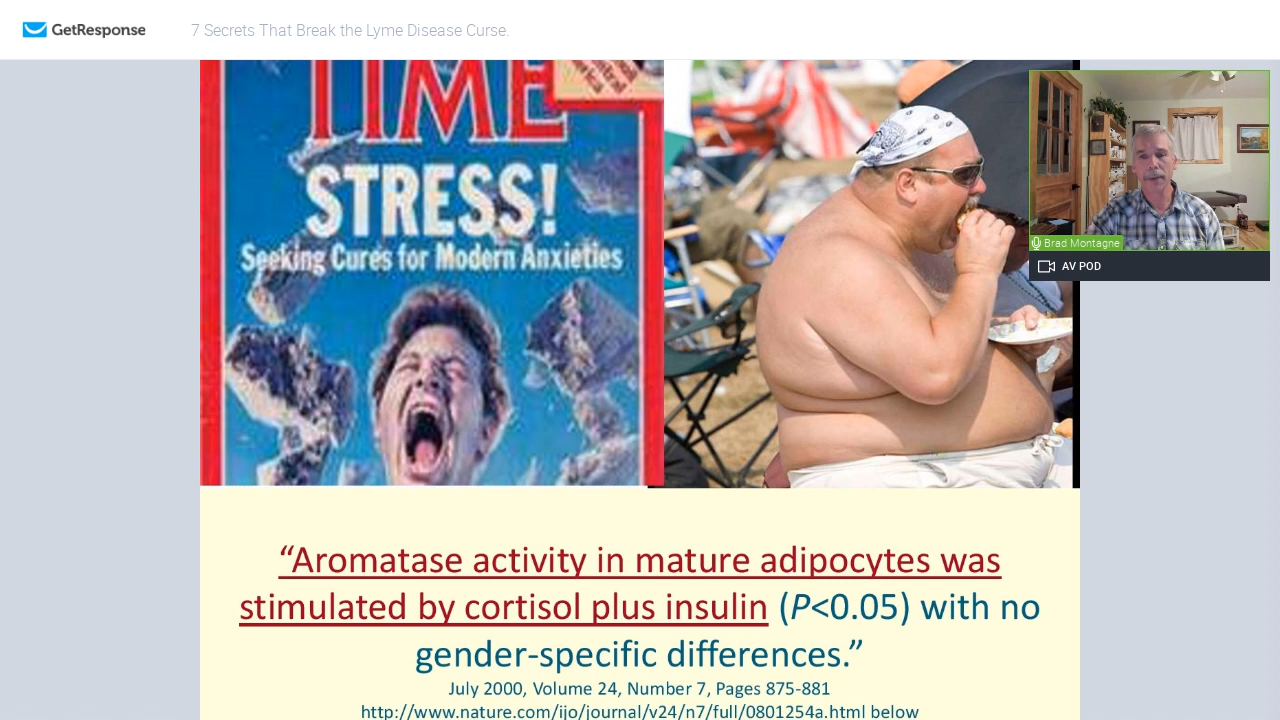 GetResponse
7 Secrets That Break the Lyme Disease Curse.
TIME
STRESS!
Seeking Cures for Modern Anxieties
Brad Montagne
AV POD
“Aromatase activity in mature adipocytes was
stimulated by cortisol plus insulin (P<0.05) with no
gender-specific differences.”
July 2000, Volume 24, Number 7, Pages 875-881
http://www.nature.com/ijo/journal/v24/n7/full/0801254a.html below